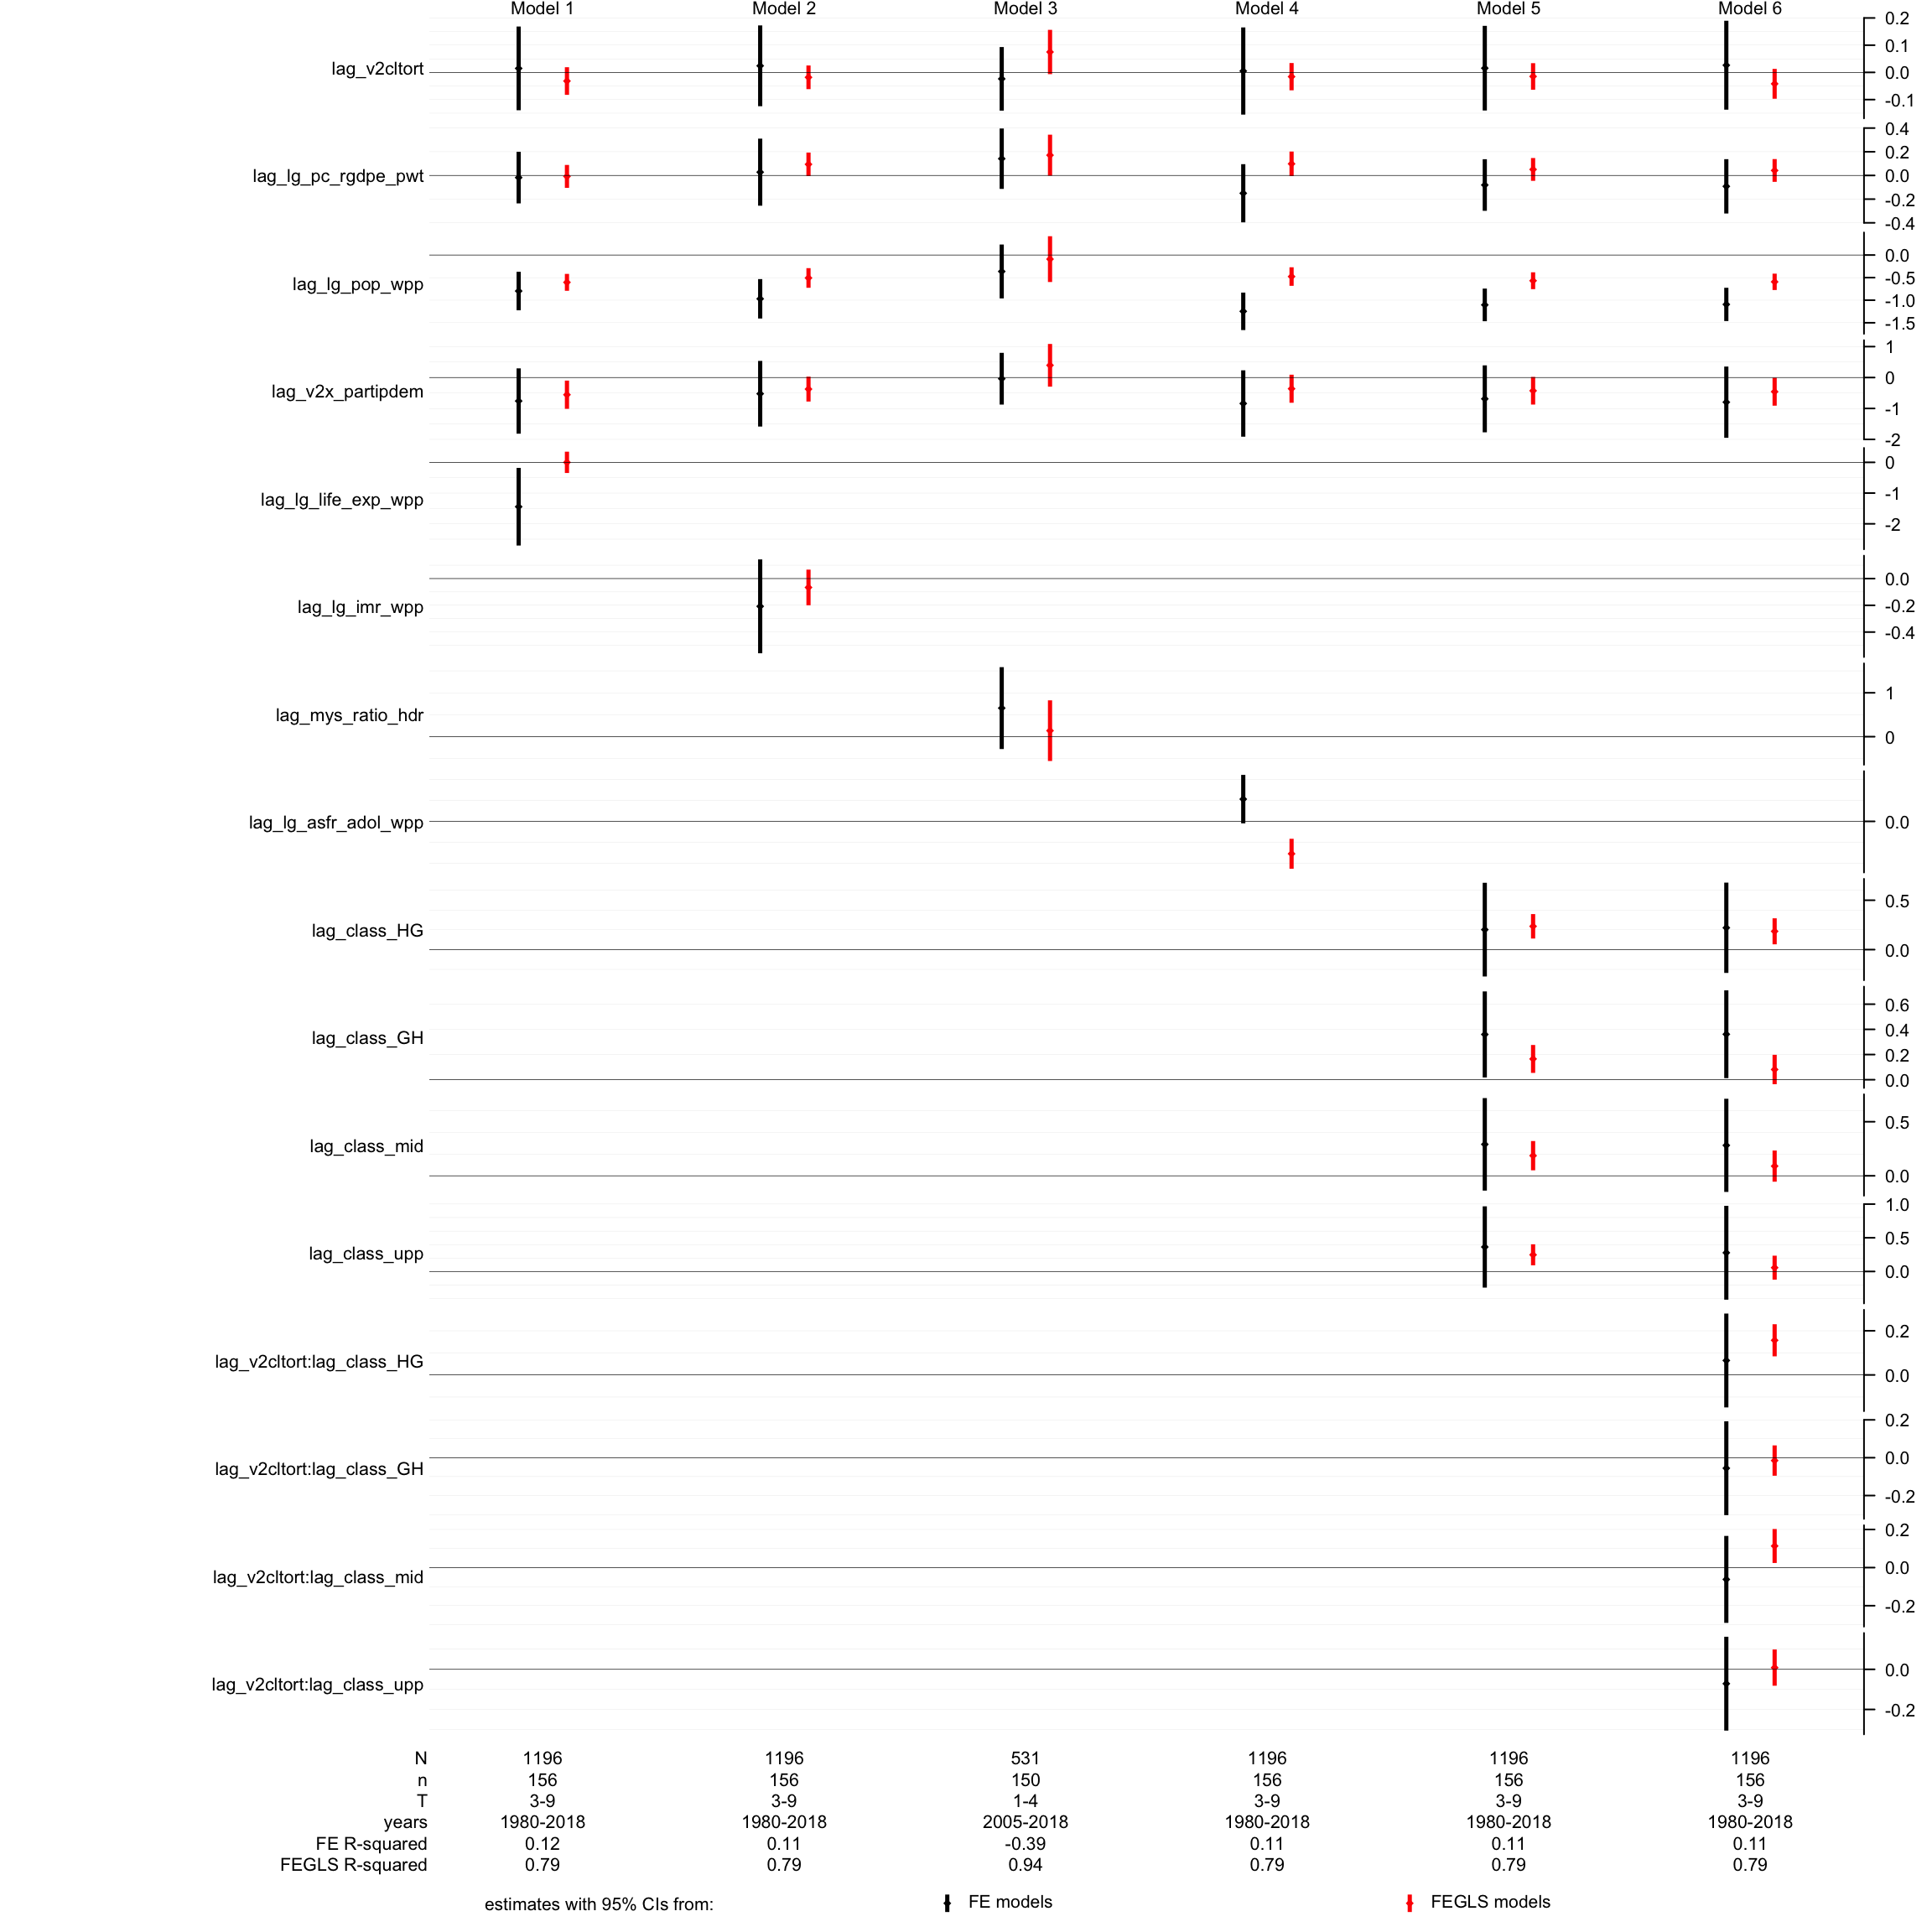 Model 1 Model 2 Model 3 Model 4 Model 5 Model 6
lag_v2cltort 0.2 0.1 0.0 -0.1
lag_lg_pc_rgdpe_pwt 0.4 0.2 0.0 -0.2 -0.4
lag_lg_pop_wpp 0.0 -0.5 -1.0 -1.5
lag_v2x_partipdem 1 0 -1 -2
lag_lg_life_exp_wpp 0 -1 -2
lag_lg_imr_wpp 0.0 -0.2 -0.4
lag_mys_ratio_hdr 1 0
lag_lg_asfr_adol_wpp 0.0
lag_class_HG 0.5 0.0
lag_class_GH 0.6 0.4 0.2 0.0
lag_class_mid 0.5 0.0
lag_class_upp 1.0 0.5 0.0
lag_v2cltort:lag_class_HG 0.2 0.0
lag_v2cltort:lag_class_GH 0.2 0.0 -0.2
lag_v2cltort:lag_class_mid 0.2 0.0 -0.2
lag_v2cltort:lag_class_upp 0.0 -0.2
N 1196 1196 531 1196 1196 1196
n 156 156 150 156 156 156
T 3-9 3-9 1-4 3-9 3-9 3-9
years 1980-2018 1980-2018 2005-2018 1980-2018 1980-2018 1980-2018
FE R-squared 0.12 0.11 -0.39 0.11 0.11 0.11
FEGLS R-squared 0.79 0.79 0.94 0.79 0.79 0.79
estimates with 95% CIs from: FE models FEGLS models